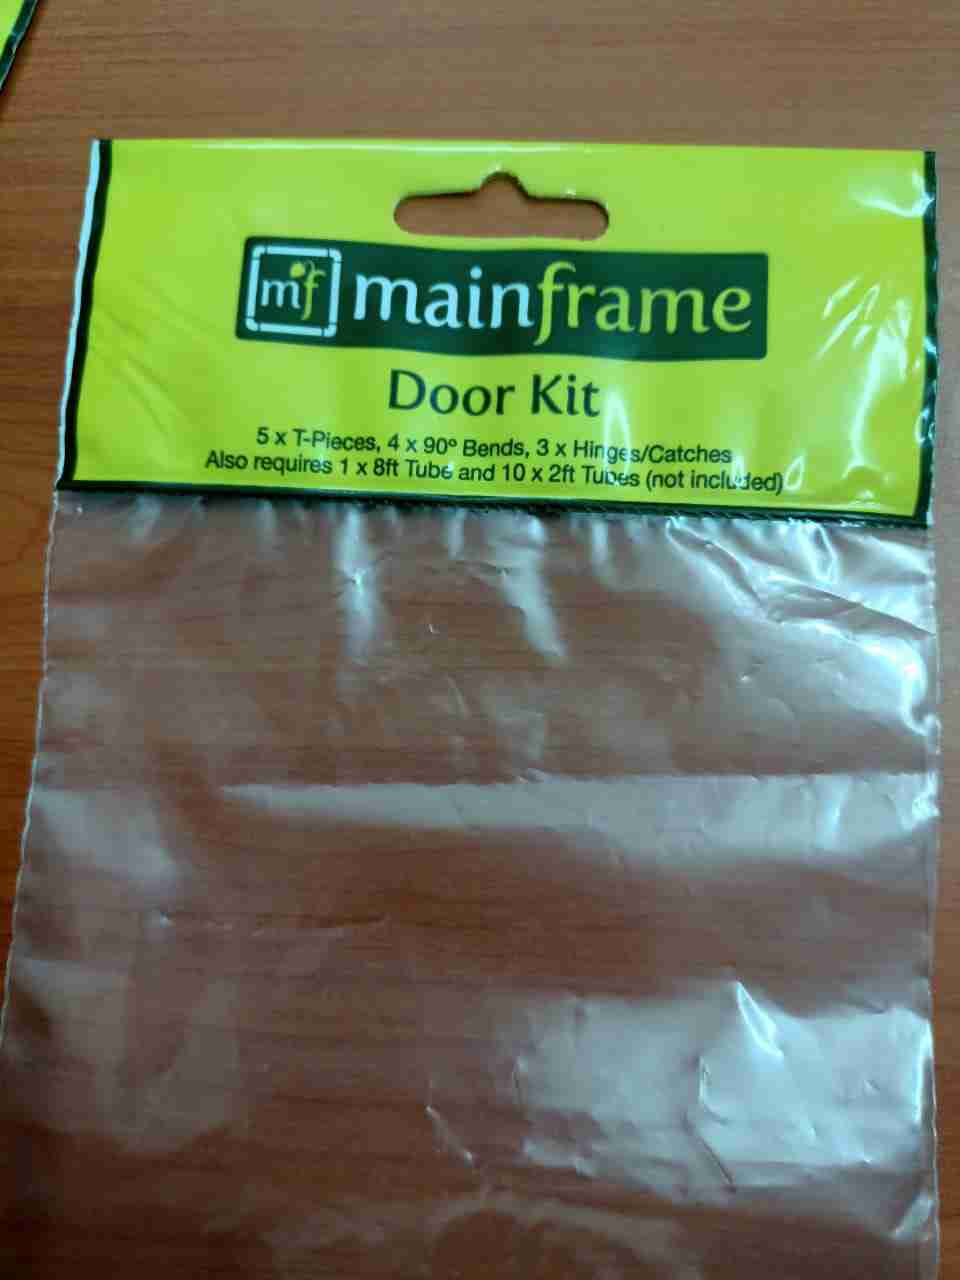 mf mainframe
Door Kit
5 x T-Pieces, 4 x 90º Bends, 3 x Hinges/Catches
Also requires 1 x 8ft Tube and 10 x 2ft Tubes (not included)